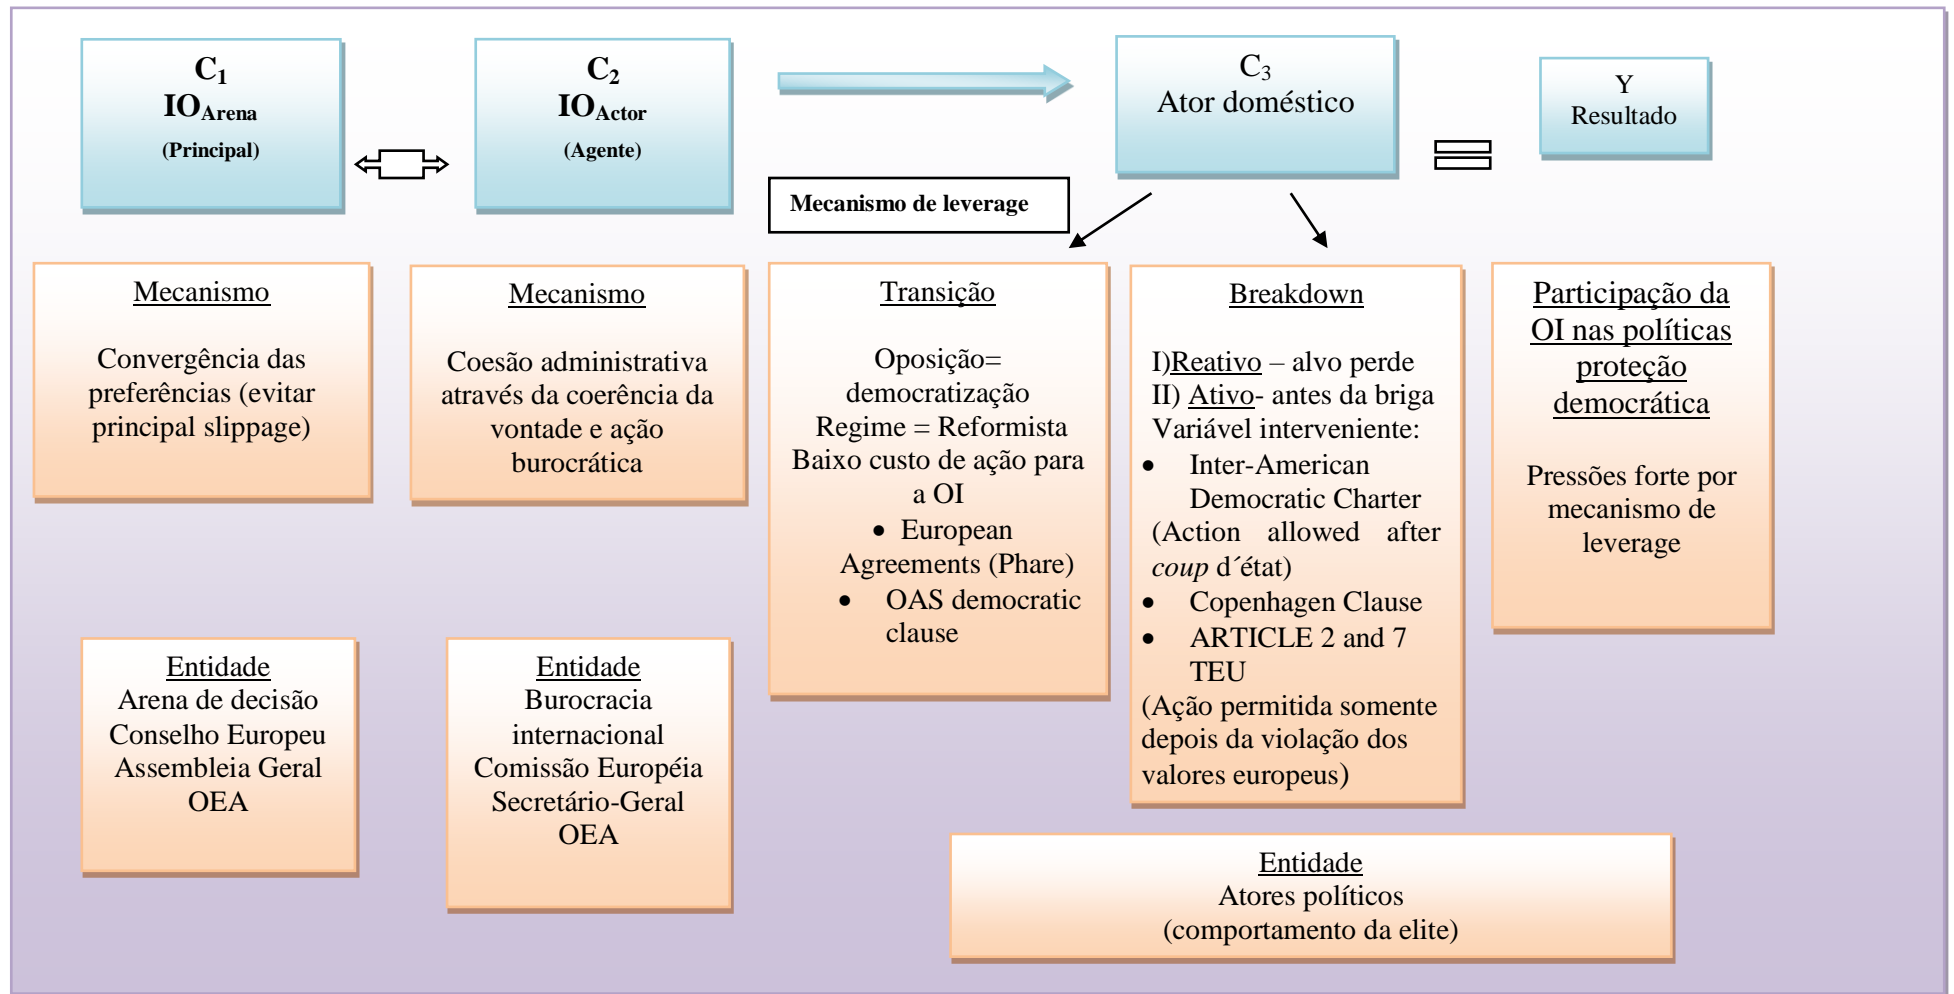 C₁
IO_Arena
(Principal)
C₂
IO_Actor
(Agente)
C₃
Ator doméstico
Y
Resultado
Mecanismo de leverage
Mecanismo
Convergência das
preferências (evitar
principal slippage)
Mecanismo
Coesão administrativa
através da coerência da
vontade e ação
burocrática
Transição
Oposição=
democratização
Regime = Reformista
Baixo custo de ação para
a OI
• European
Agreements (Phare)
• OAS democratic
clause
Breakdown
I)Reativo – alvo perde
II) Ativo- antes da briga
Variável interveniente:
• Inter-American
Democratic Charter
(Action allowed after
coup d´état)
• Copenhagen Clause
• ARTICLE 2 and 7
TEU
(Ação permitida somente
depois da violação dos
valores europeus)
Participação da
OI nas políticas
proteção
democrática
Pressões forte por
mecanismo de
leverage
Entidade
Arena de decisão
Conselho Europeu
Assembleia Geral
OEA
Entidade
Burocracia
internacional
Comissão Européia
Secretário-Geral
OEA
Entidade
Atores políticos
(comportamento da elite)